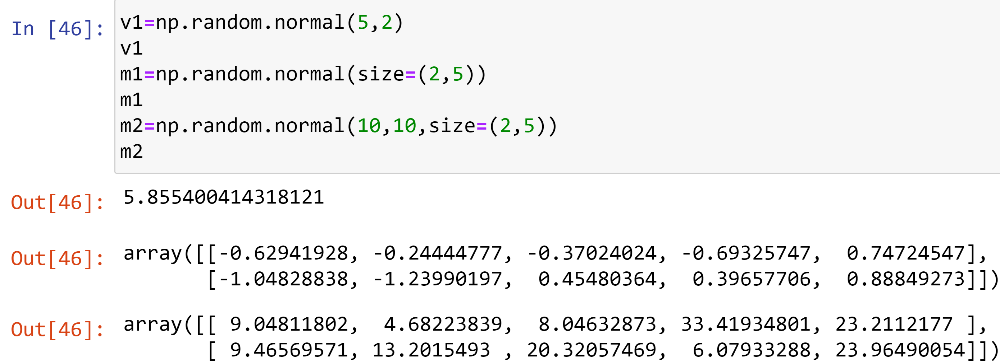 In [46]: v1=np.random.normal(5,2)
v1
m1=np.random.normal(size=(2,5))
m1
m2=np.random.normal(10,10,size=(2,5))
m2
Out[46]: 5.855400414318121
Out[46]: array([[-0.62941928, -0.24444777, -0.37024024, -0.69325747,  0.74724547],
       [-1.04828838, -1.23990197,  0.45480364,  0.39657706,  0.88849273]])
Out[46]: array([[ 9.04811802,  4.68223839,  8.04632873, 33.41934801, 23.2112177 ],
       [ 9.46569571, 13.2015493 , 20.32057469,  6.07933288, 23.96490054]])